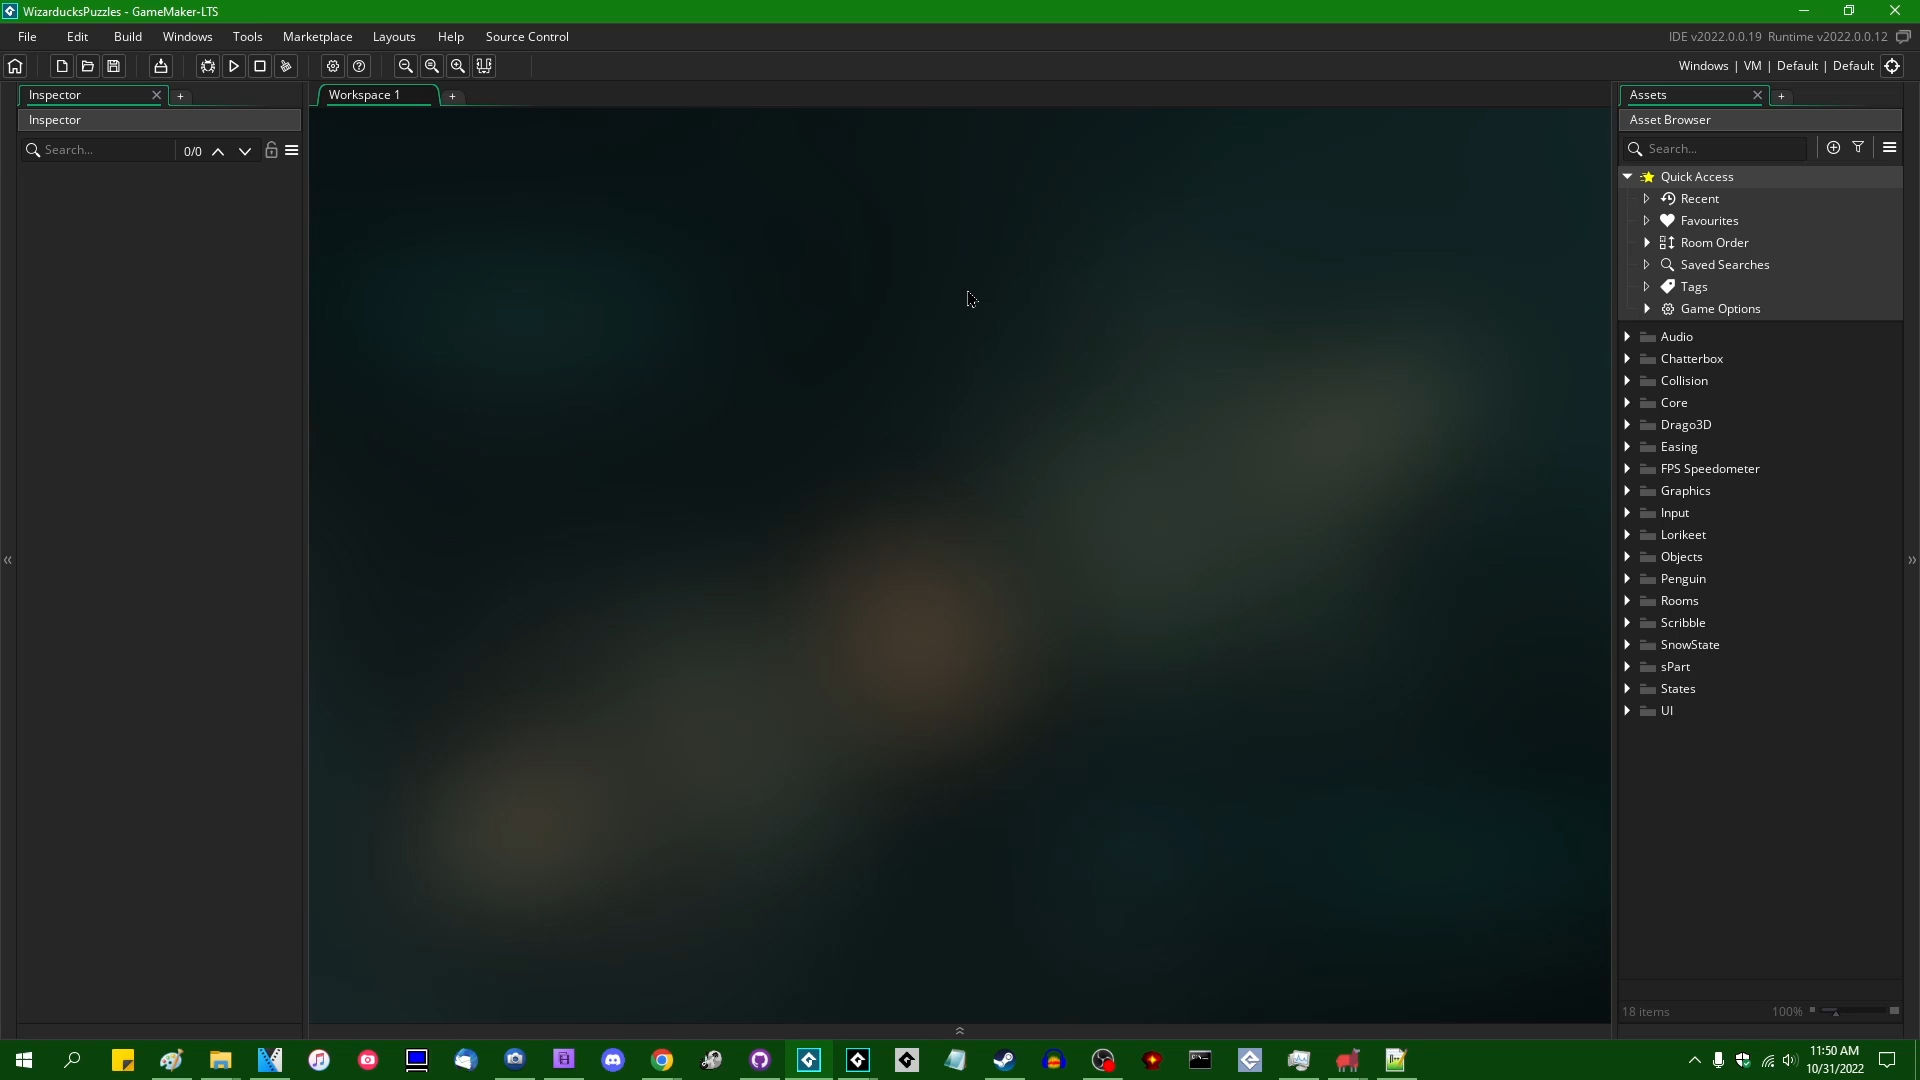 WizarducksPuzzles - GameMaker-LTS
File Edit Build Windows Tools Marketplace Layouts Help Source Control
IDE v2022.0.0.19 Runtime v2022.0.0.12
Windows | VM | Default | Default
Inspector
Workspace 1
Assets
Inspector
Asset Browser
Search...
0/0
Search...
Quick Access
Recent
Favourites
Room Order
Saved Searches
Tags
Game Options
Audio
Chatterbox
Collision
Core
Drago3D
Easing
FPS Speedometer
Graphics
Input
Lorikeet
Objects
Penguin
Rooms
Scribble
SnowState
sPart
States
UI
18 items
100%
11:50 AM
10/31/2022